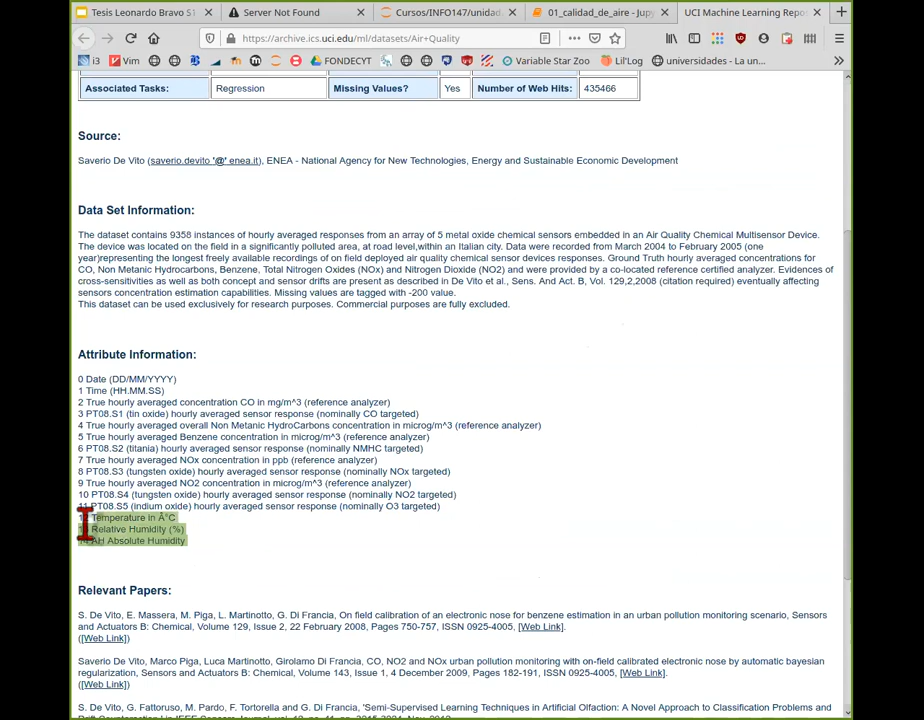 Tesis Leonardo Bravo S1
Server Not Found
Cursos/INFO147/unidad.
01_calidad_de_aire - Jupy
UCI Machine Learning Repo
https://archive.ics.uci.edu/ml/datasets/Air+Quality
i3
Vim
FONDECYT
Variable Star Zoo
Lil'Log
universidades - La un...
Associated Tasks:
Regression
Missing Values?
Yes
Number of Web Hits:
435466
Source:
Saverio De Vito (saverio.devito '@' enea.it), ENEA - National Agency for New Technologies, Energy and Sustainable Economic Development
Data Set Information:
The dataset contains 9358 instances of hourly averaged responses from an array of 5 metal oxide chemical sensors embedded in an Air Quality Chemical Multisensor Device.
The device was located on the field in a significantly polluted area, at road level,within an Italian city. Data were recorded from March 2004 to February 2005 (one
year)representing the longest freely available recordings of on field deployed air quality chemical sensor devices responses. Ground Truth hourly averaged concentrations for
CO, Non Metanic Hydrocarbons, Benzene, Total Nitrogen Oxides (NOx) and Nitrogen Dioxide (NO2) and were provided by a co-located reference certified analyzer. Evidences of
cross-sensitivities as well as both concept and sensor drifts are present as described in De Vito et al., Sens. And Act. B, Vol. 129,2,2008 (citation required) eventually affecting
sensors concentration estimation capabilities. Missing values are tagged with -200 value.
This dataset can be used exclusively for research purposes. Commercial purposes are fully excluded.
Attribute Information:
0 Date (DD/MM/YYYY)
1 Time (HH.MM.SS)
2 True hourly averaged concentration CO in mg/m^3 (reference analyzer)
3 PT08.S1 (tin oxide) hourly averaged sensor response (nominally CO targeted)
4 True hourly averaged overall Non Metanic HydroCarbons concentration in microg/m^3 (reference analyzer)
5 True hourly averaged Benzene concentration in microg/m^3 (reference analyzer)
6 PT08.S2 (titania) hourly averaged sensor response (nominally NMHC targeted)
7 True hourly averaged NOx concentration in ppb (reference analyzer)
8 PT08.S3 (tungsten oxide) hourly averaged sensor response (nominally NOx targeted)
9 True hourly averaged NO2 concentration in microg/m^3 (reference analyzer)
10 PT08.S4 (tungsten oxide) hourly averaged sensor response (nominally NO2 targeted)
11 PT08.S5 (indium oxide) hourly averaged sensor response (nominally O3 targeted)
Temperature in Â°C
Relative Humidity (%)
AH Absolute Humidity
Relevant Papers:
S. De Vito, E. Massera, M. Piga, L. Martinotto, G. Di Francia, On field calibration of an electronic nose for benzene estimation in an urban pollution monitoring scenario, Sensors
and Actuators B: Chemical, Volume 129, Issue 2, 22 February 2008, Pages 750-757, ISSN 0925-4005, [Web Link].
([Web Link])
Saverio De Vito, Marco Piga, Luca Martinotto, Girolamo Di Francia, CO, NO2 and NOx urban pollution monitoring with on-field calibrated electronic nose by automatic bayesian
regularization, Sensors and Actuators B: Chemical, Volume 143, Issue 1, 4 December 2009, Pages 182-191, ISSN 0925-4005, [Web Link].
([Web Link])
S. De Vito, G. Fattoruso, M. Pardo, F. Tortorella and G. Di Francia, 'Semi-Supervised Learning Techniques in Artificial Olfaction: A Novel Approach to Classification Problems and